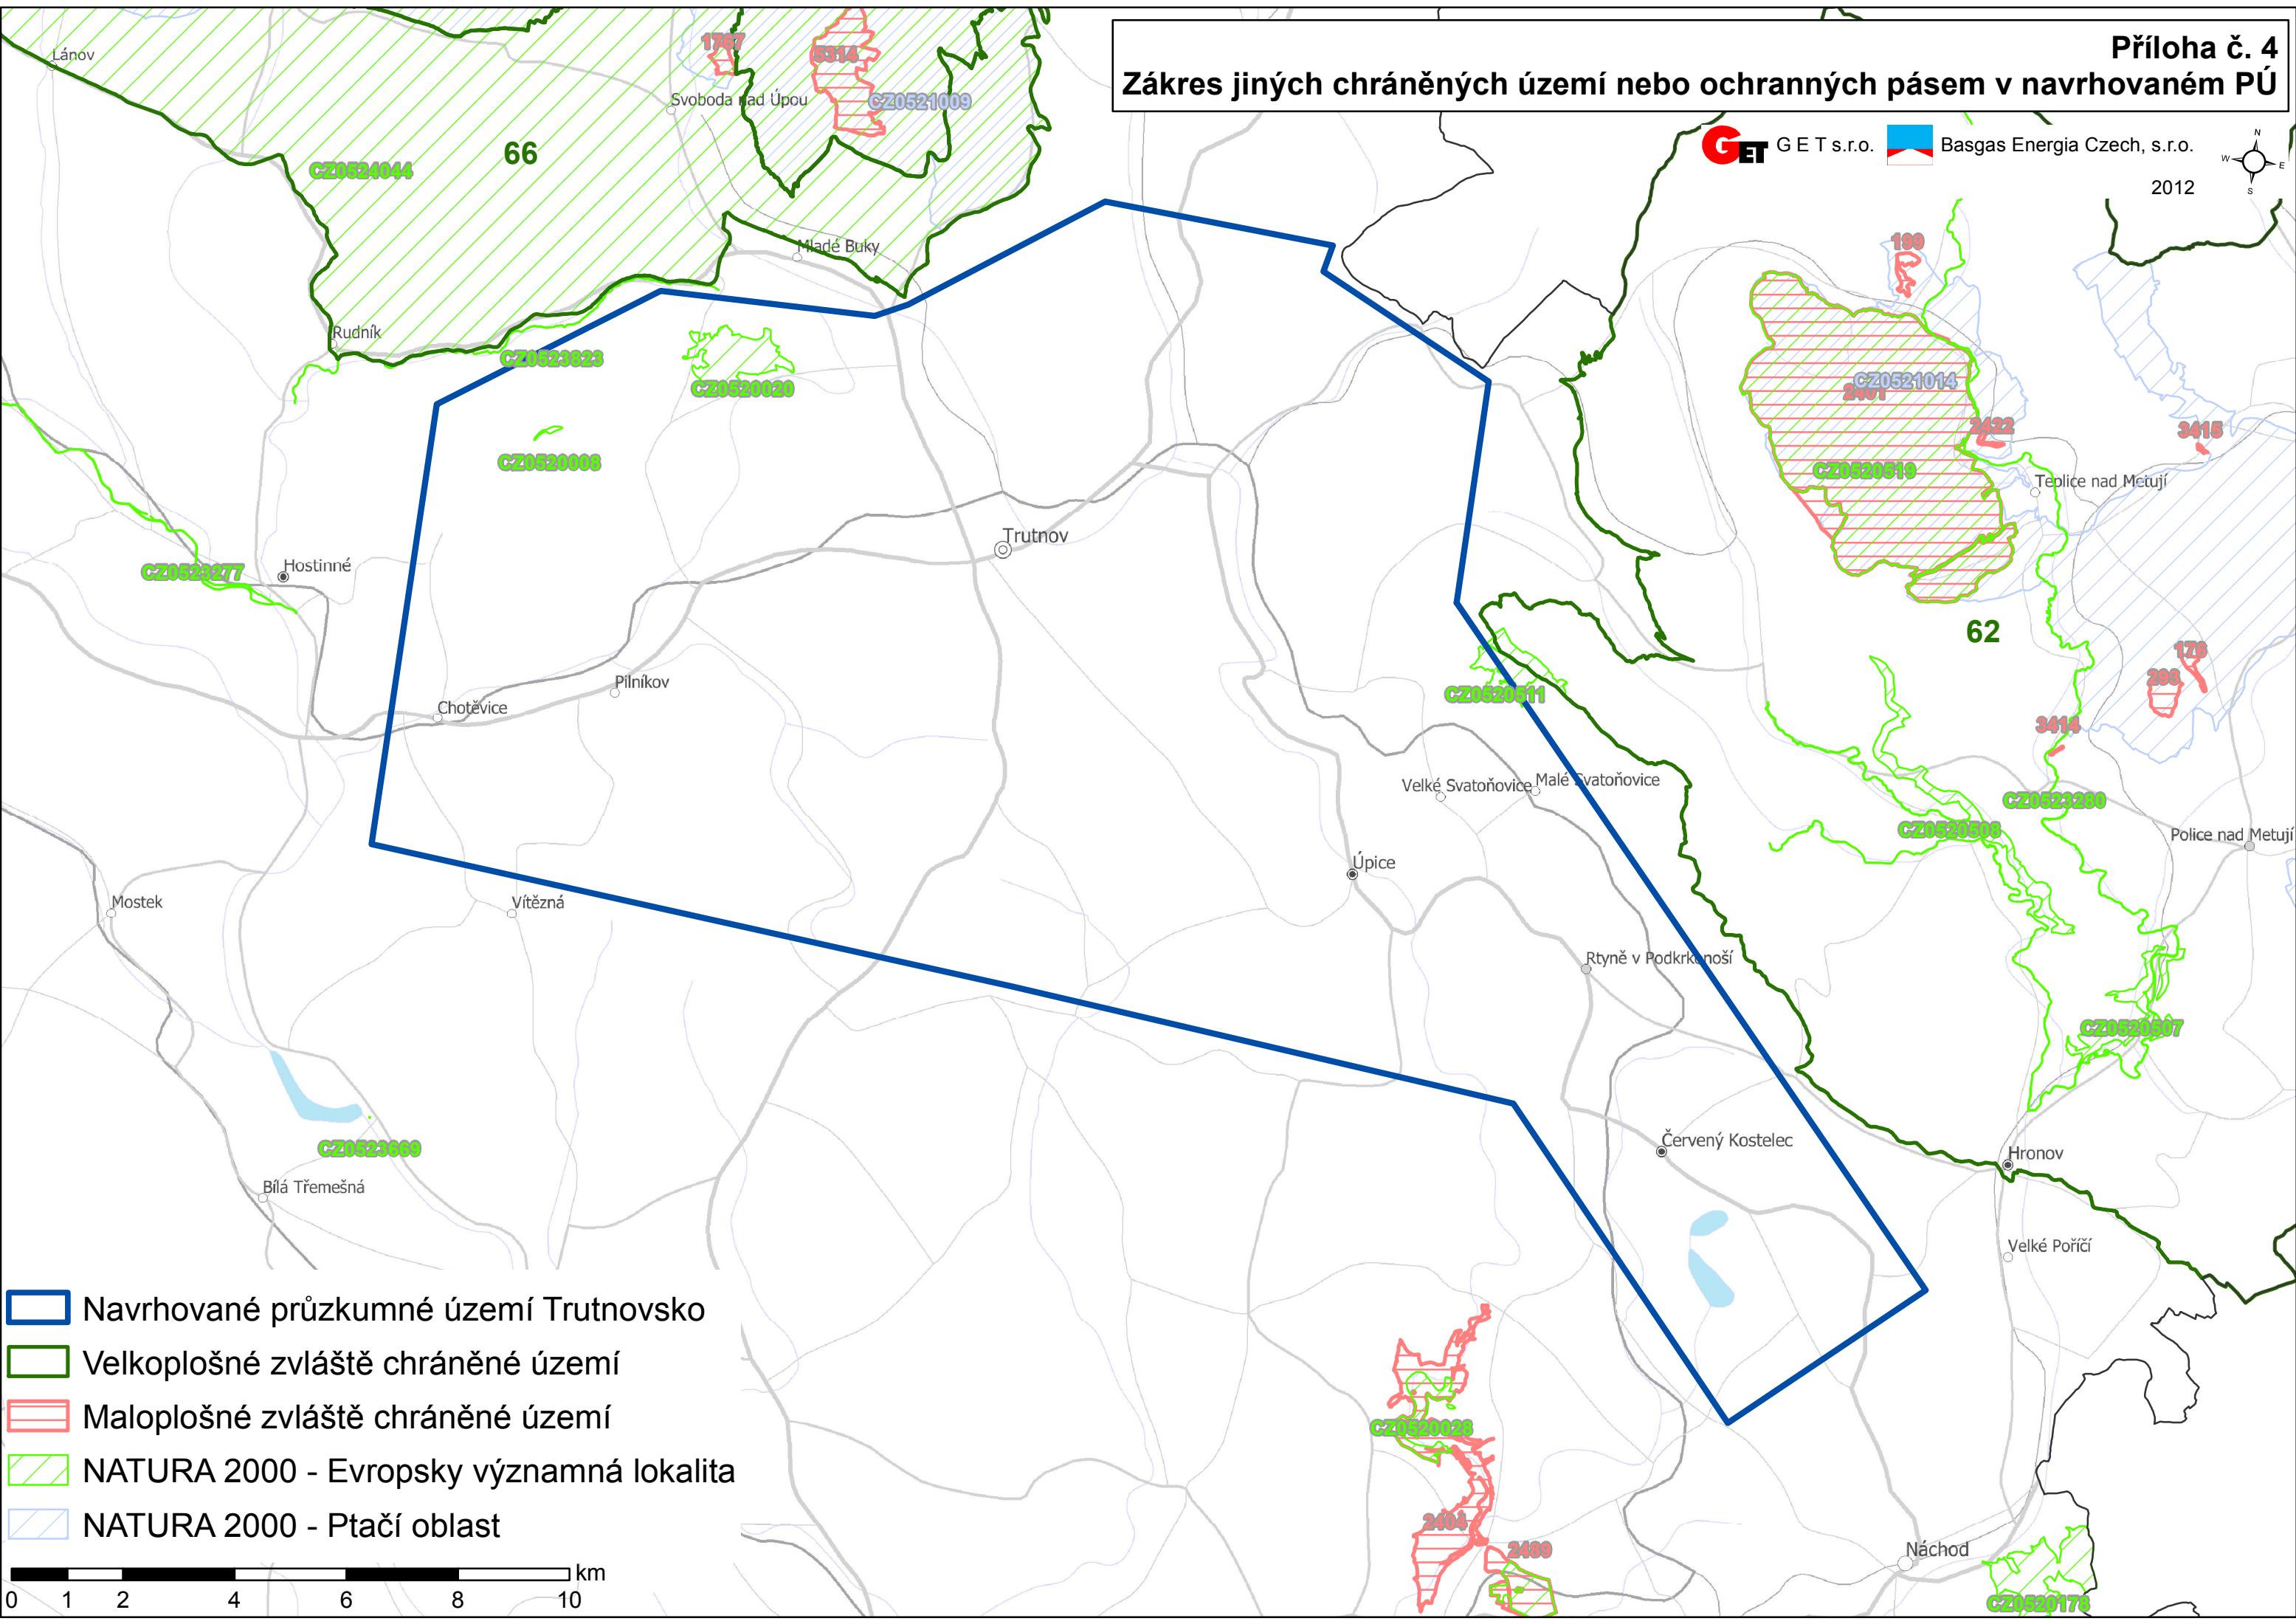 Příloha č. 4
Zákres jiných chráněných území nebo ochranných pásem v navrhovaném PÚ
GET G E T s.r.o. Basgas Energia Czech, s.r.o.
2012
N
W E
S
Lánov
1767
5314
CZ0521009
Svoboda nad Úpou
66
CZ0524044
Mladé Buky
199
Rudník
CZ0523823
CZ0520020
CZ0521014
2401
2422
3415
CZ0520008
CZ0520519
Teplice nad Metují
Trutnov
CZ0523277
Hostinné
62
178
293
Pilníkov
CZ0520511
Chotěvice
3414
Velké Svatoňovice
Malé Svatoňovice
CZ0523280
CZ0520508
Police nad Metují
Úpice
Mostek
Vítězná
Rtyně v Podkrkonoší
CZ0520507
Červený Kostelec
CZ0523669
Hronov
Bílá Třemešná
Velké Poříčí
Navrhované průzkumné území Trutnovsko
Velkoplošné zvláště chráněné území
Maloplošné zvláště chráněné území
NATURA 2000 - Evropsky významná lokalita
NATURA 2000 - Ptačí oblast
km
0 1 2 4 6 8 10
CZ0520028
2404
2489
Náchod
CZ0520178